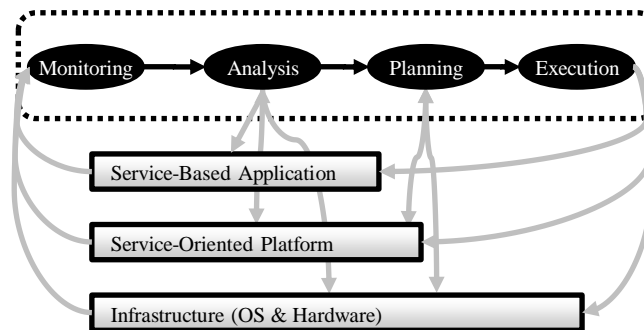 Monitoring
Analysis
Planning
Execution
Service-Based Application
Service-Oriented Platform
Infrastructure (OS & Hardware)